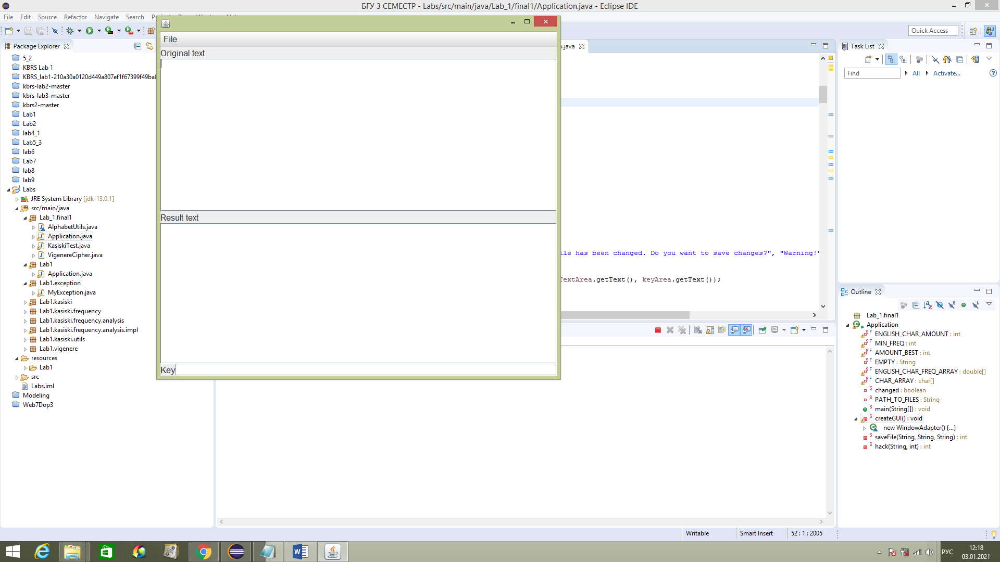 БГУ 3 СЕМЕСТР - Labs/src/main/java/Lab_1/final1/Application.java - Eclipse IDE
File Edit Source Refactor Navigate Search
Quick Access
Package Explorer
5_2
KBRS Lab 1
KBRS_lab1-210a30a0120d449a807ef1f67399f49ba
kbrs-lab2-master
kbrs-lab3-master
kbrs2-master
Lab1
Lab2
lab4_1
Lab5_3
lab6
Lab7
lab8
lab9
Labs
JRE System Library [jdk-13.0.1]
src/main/java
Lab_1.final1
AlphabetUtils.java
Application.java
KasiskiTest.java
VigenereCipher.java
Lab1
Application.java
Lab1.exception
MyException.java
Lab1.kasiski
Lab1.kasiski.frequency
Lab1.kasiski.frequency.analysis
Lab1.kasiski.frequency.analysis.impl
Lab1.kasiski.utils
Lab1.vigenere
resources
Lab1
src
Labs.iml
Modeling
Web7Dop3
File
Original text
Result text
Key
.java
ile has been changed. Do you want to save changes?", "Warning!"
TextArea.getText(), keyArea.getText());
Task List
Find
All
Activate...
Outline
Lab_1.final1
Application
ENGLISH_CHAR_AMOUNT : int
MIN_FREQ : int
AMOUNT_BEST : int
EMPTY : String
ENGLISH_CHAR_FREQ_ARRAY : double[]
CHAR_ARRAY : char[]
changed : boolean
PATH_TO_FILES : String
main(String[]) : void
createGUI() : void
new WindowAdapter() {...}
saveFile(String, String, String) : int
hack(String, int) : int
Writable
Smart Insert
52 : 1 : 2005
РУС
12:18
03.01.2021